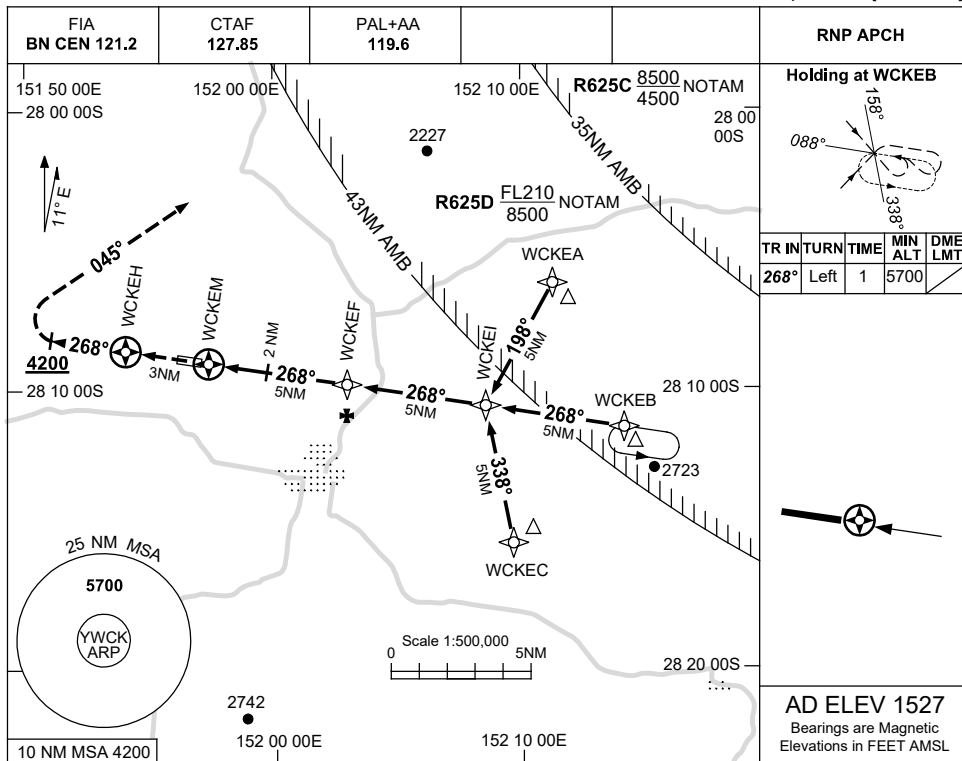 FIA
BN CEN 121.2
CTAF
127.85
PAL+AA
119.6
RNP APCH
151 50 00E
152 00 00E
152 10 00E
28 00 00S
28 00
00S
R625C 8500
4500 NOTAM
35NM AMB
2227
R625D FL210
8500 NOTAM
43NM AMB
11° E
045°
WCKEH
WCKEM
WCKEF
WCKEI
WCKEA
WCKEB
WCKEC
198°
5NM
2 NM
268°
4200
3NM
268°
5NM
268°
5NM
268°
5NM
338°
5NM
28 10 00S
28 10 00S
2723
25 NM MSA
5700
YWCK
ARP
10 NM MSA 4200
2742
Scale 1:500,000
0
5NM
28 20 00S
152 00 00E
152 10 00E
Holding at WCKEB
158°
088°
338°
TR IN TURN TIME MIN ALT DME LMT
268° Left 1 5700
AD ELEV 1527
Bearings are Magnetic
Elevations in FEET AMSL